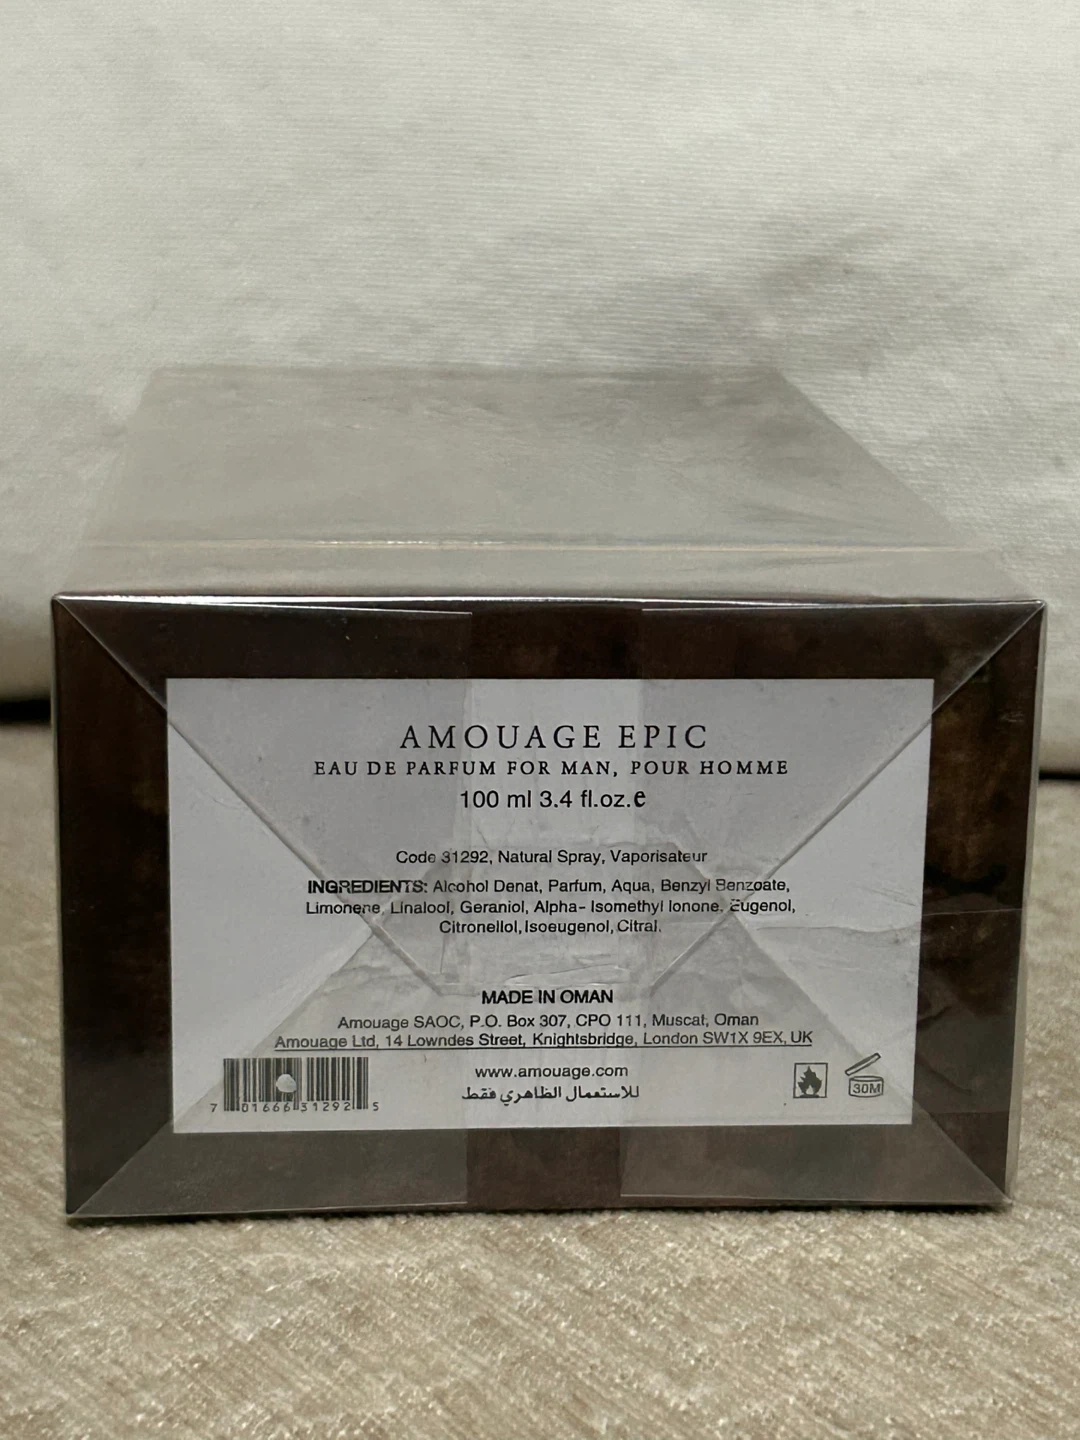 AMOUAGE EPIC
EAU DE PARFUM FOR MAN, POUR HOMME
100 ml 3.4 fl.oz.e
Code 31292, Natural Spray, Vaporisateur
INGREDIENTS: Alcohol Denat, Parfum, Aqua, Benzyl Benzoate,
Limonene, Linalool, Geraniol, Alpha- Isomethyl Ionone, Eugenol,
Citronellol, Isoeugenol, Citral.
MADE IN OMAN
Amouage SAOC, P.O. Box 307, CPO 111, Muscat, Oman
Amouage Ltd, 14 Lowndes Street, Knightsbridge, London SW1X 9EX, UK
www.amouage.com
للاستعمال الظاهري فقط
7 01666 31292 5
30M